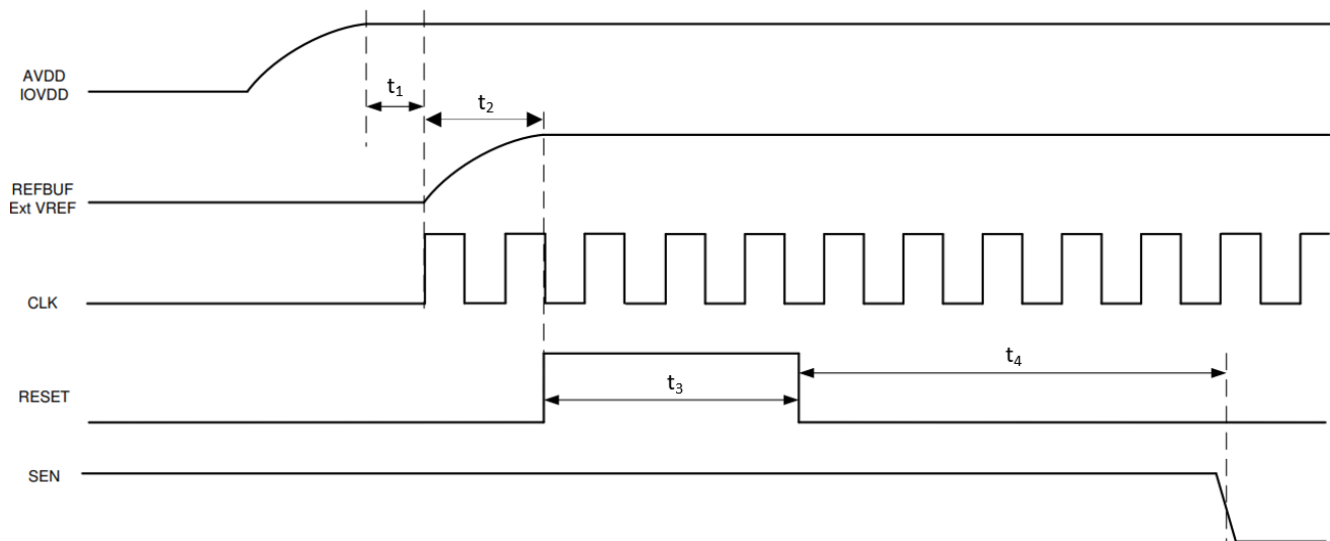 AVDD
IOVDD
t1
t2
REFBUF
Ext VREF
CLK
RESET
t3
t4
SEN